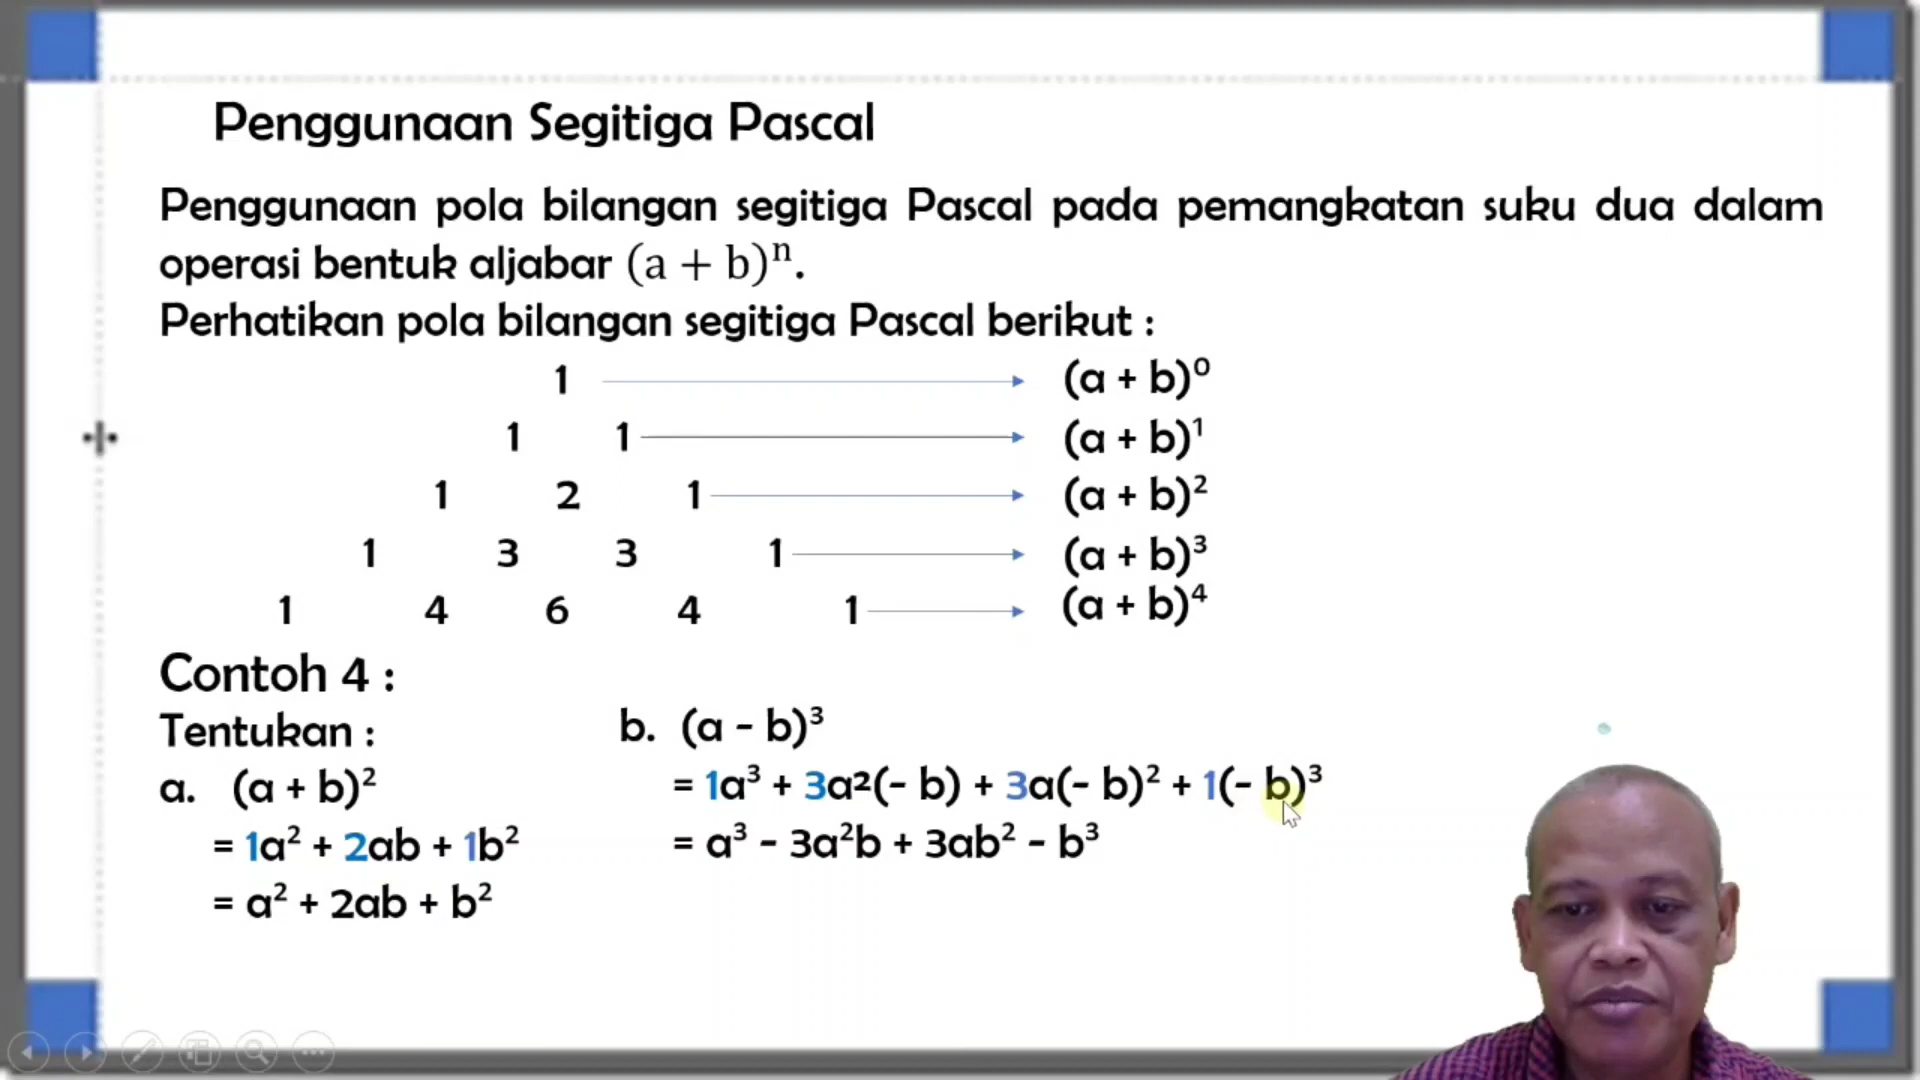 Penggunaan Segitiga Pascal
Penggunaan pola bilangan segitiga Pascal pada pemangkatan suku dua dalam
operasi bentuk aljabar (a + b)ⁿ.
Perhatikan pola bilangan segitiga Pascal berikut :
1 (a + b)⁰
1 1 (a + b)¹
1 2 1 (a + b)²
1 3 3 1 (a + b)³
1 4 6 4 1 (a + b)⁴
Contoh 4 :
Tentukan :
a. (a + b)²
= 1a² + 2ab + 1b²
= a² + 2ab + b²
b. (a - b)³
= 1a³ + 3a²(- b) + 3a(- b)² + 1(- b)³
= a³ - 3a²b + 3ab² - b³